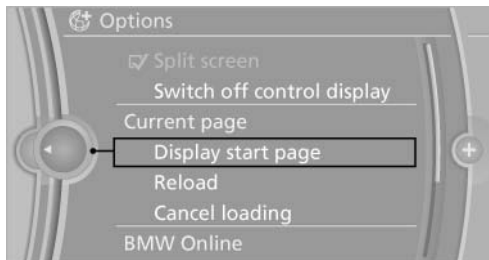 Options
Split screen
Switch off control display
Current page
Display start page
Reload
Cancel loading
BMW Online